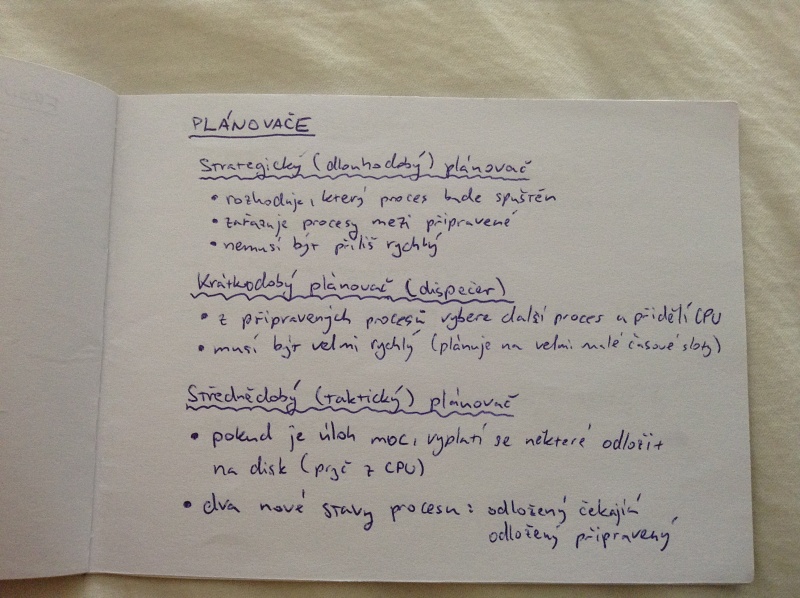 PLÁNOVAČE
Strategický (dlouhodobý) plánovač
• rozhoduje, který proces bude spuštěn
• zařazuje procesy mezi připravené
• nemusí být příliš rychlý
Krátkodobý plánovač (dispečer)
• z připravených procesů vybere další proces a přidělí CPU
• musí být velmi rychlý (plánuje na velmi malé časové sloty)
Střednědobý (taktický) plánovač
• pokud je úloh moc, vyplatí se některé odložit
na disk (pryč z CPU)
• dva nové stavy procesu: odložený čekající
odložený připravený